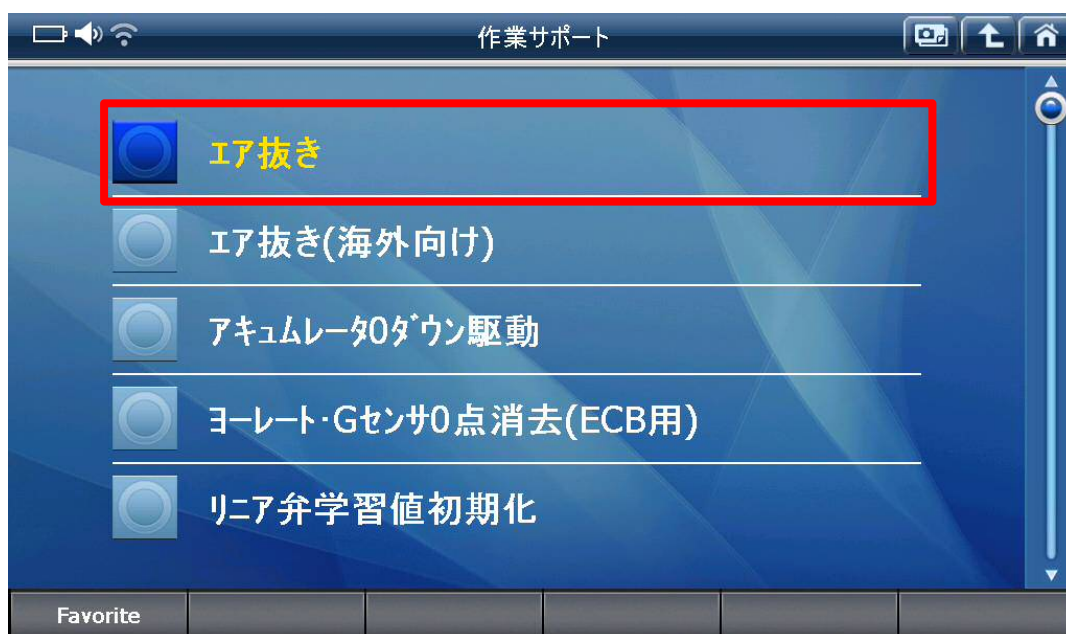 作業サポート
エア抜き
エア抜き(海外向け)
アキュムレータ0ダウン駆動
ヨーレート･Gセンサ0点消去(ECB用)
リニア弁学習値初期化
Favorite